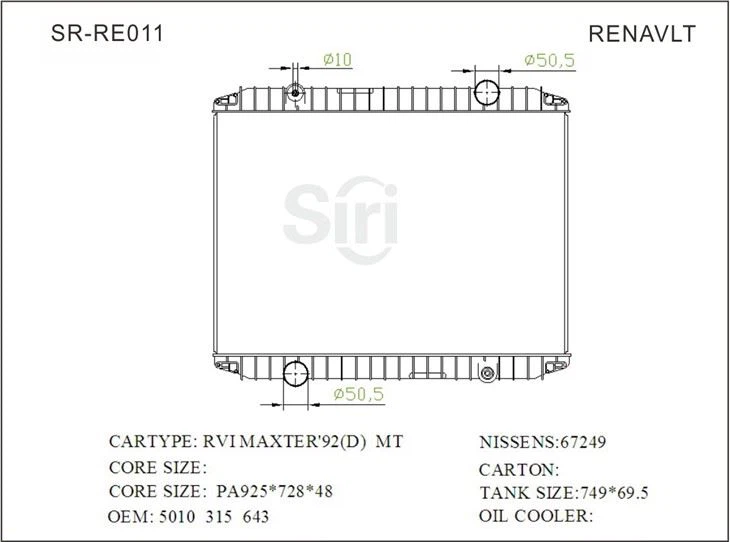 SR-RE011
RENAVLT
Ø10
Ø50,5
Siri
Ø50,5
CARTYPE: RVI MAXTER'92(D) MT
NISSENS:67249
CORE SIZE:
CARTON:
CORE SIZE: PA925*728*48
TANK SIZE:749*69.5
OEM: 5010 315 643
OIL COOLER: